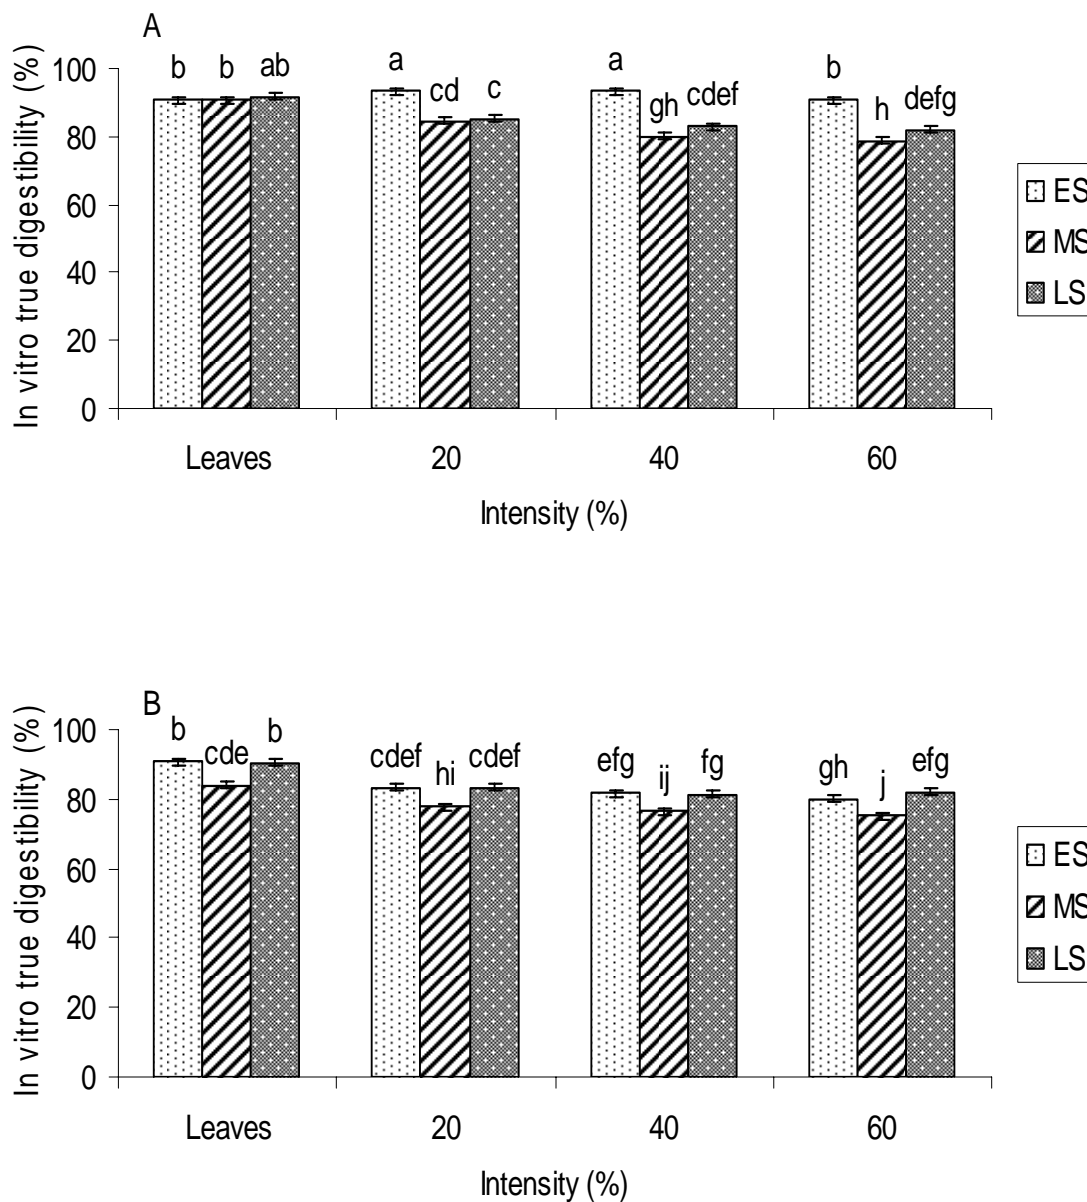 A
In vitro true digestibility (%)
100
80
60
40
20
0
b b ab a cd c a gh cdef b h defg
Leaves 20 40 60
Intensity (%)
ES
MS
LS
B
In vitro true digestibility (%)
100
80
60
40
20
0
b cde b cdef hi cdef efg ij fg gh j efg
Leaves 20 40 60
Intensity (%)
ES
MS
LS